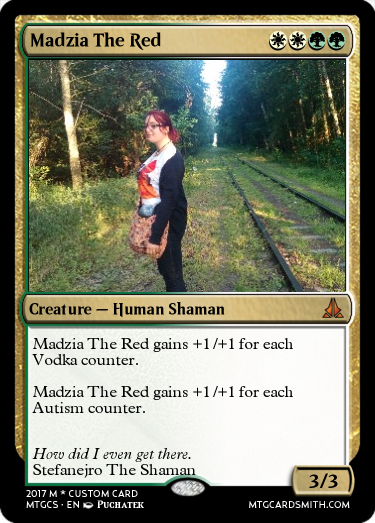 Madzia The Red
Creature — Human Shaman
Madzia The Red gains +1/+1 for each
Vodka counter.
Madzia The Red gains +1/+1 for each
Autism counter.
How did I even get there.
Stefanejro The Shaman
3/3
2017 M * CUSTOM CARD
MTGCS · EN Puchatek
MTGCARDSMITH.COM